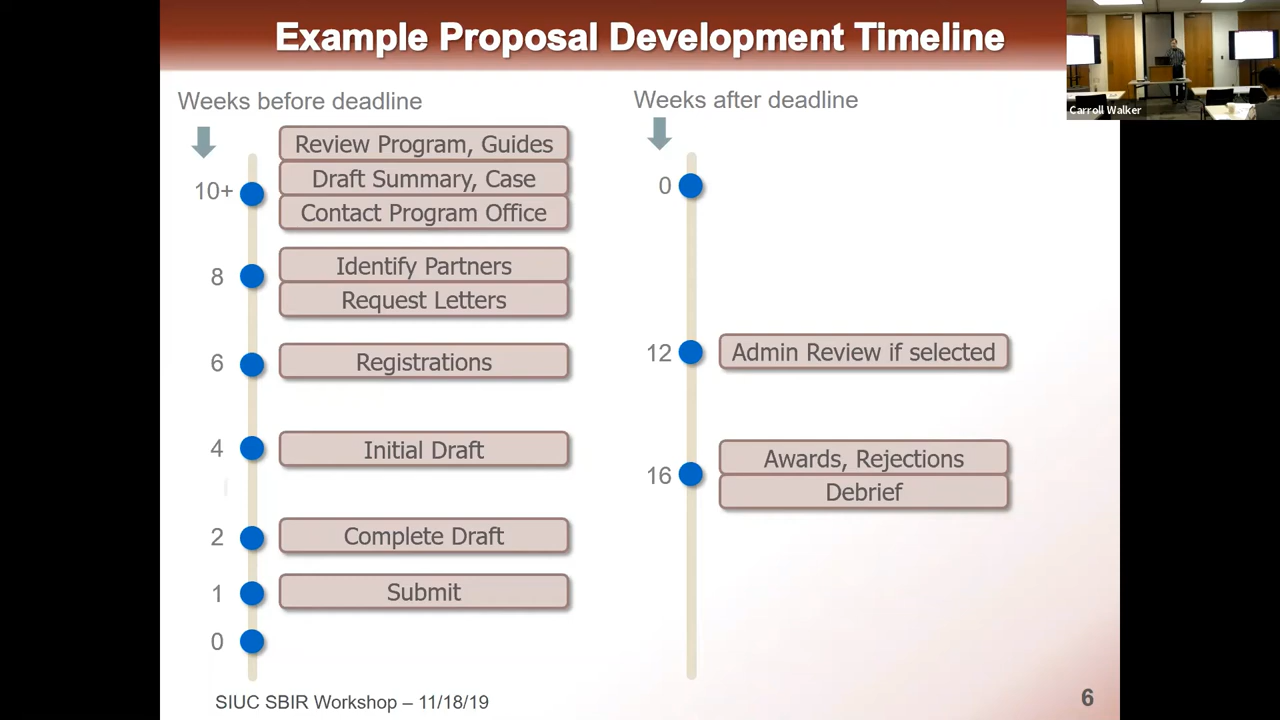 Example Proposal Development Timeline
Carroll Walker
Weeks before deadline
10+
Review Program, Guides
Draft Summary, Case
Contact Program Office
8
Identify Partners
Request Letters
6
Registrations
4
Initial Draft
2
Complete Draft
1
Submit
0
Weeks after deadline
0
12
Admin Review if selected
16
Awards, Rejections
Debrief
SIUC SBIR Workshop – 11/18/19
6